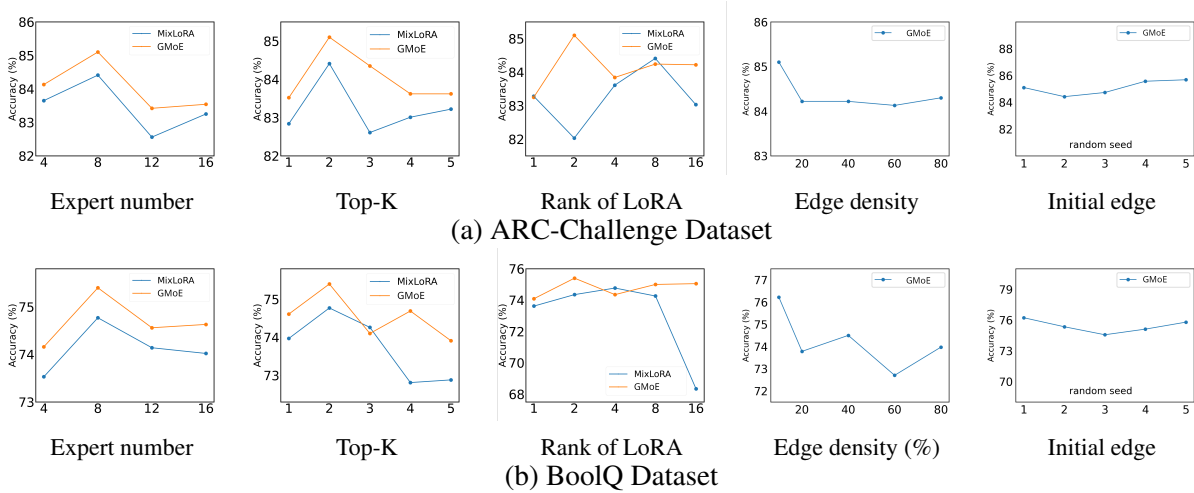 86
85
84
83
82
Accuracy (%)
MixLoRA
GMoE
4 8 12 16
Expert number
85
84
83
82
Accuracy (%)
MixLoRA
GMoE
1 2 3 4 5
Top-K
85
84
83
82
Accuracy (%)
MixLoRA
GMoE
1 2 4 8 16
Rank of LoRA
86
85
84
83
Accuracy (%)
GMoE
20 40 60 80
Edge density
88
86
84
82
Accuracy (%)
GMoE
random seed
1 2 3 4 5
Initial edge
(a) ARC-Challenge Dataset
75
74
73
Accuracy (%)
MixLoRA
GMoE
4 8 12 16
Expert number
75
74
73
Accuracy (%)
MixLoRA
GMoE
1 2 3 4 5
Top-K
76
74
72
70
68
Accuracy (%)
MixLoRA
GMoE
1 2 4 8 16
Rank of LoRA
77
76
75
74
73
72
Accuracy (%)
GMoE
20 40 60 80
Edge density (%)
79
76
73
70
Accuracy (%)
GMoE
random seed
1 2 3 4 5
Initial edge
(b) BoolQ Dataset